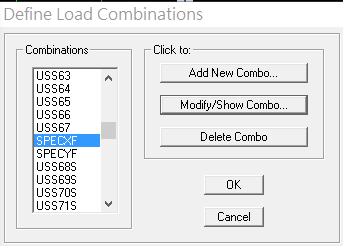 Define Load Combinations
Combinations
USS63
USS64
USS65
USS66
USS67
SPECXF
SPECYF
USS68S
USS69S
USS70S
USS71S
Click to:
Add New Combo...
Modify/Show Combo...
Delete Combo
OK
Cancel